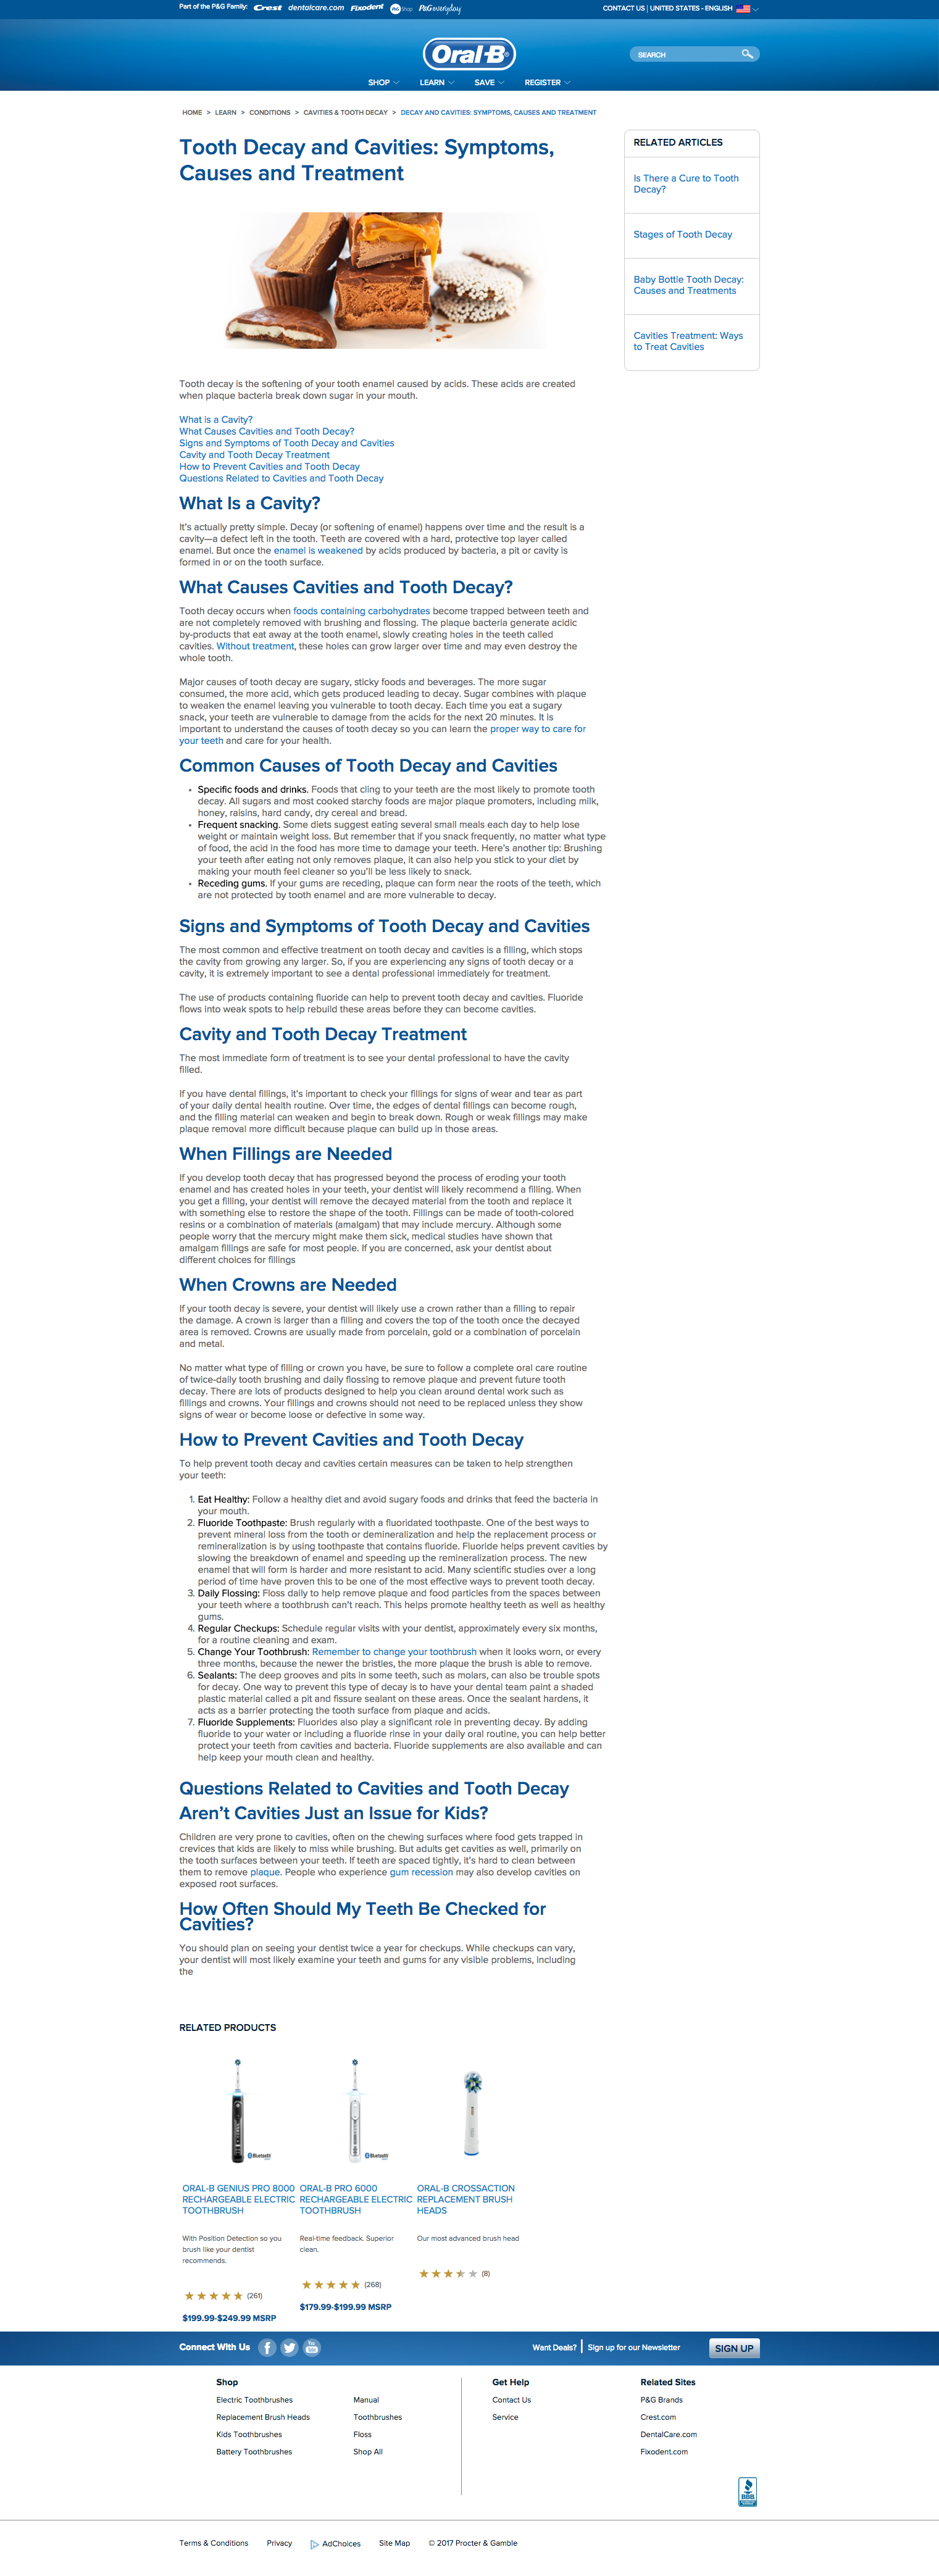 Part of the P&G Family: Crest dentalcare.com Fixodent P&G Shop P&G everyday
CONTACT US | UNITED STATES - ENGLISH
Oral-B
SEARCH
SHOP LEARN SAVE REGISTER
HOME > LEARN > CONDITIONS > CAVITIES & TOOTH DECAY > DECAY AND CAVITIES: SYMPTOMS, CAUSES AND TREATMENT
Tooth Decay and Cavities: Symptoms,
Causes and Treatment
RELATED ARTICLES
Is There a Cure to Tooth
Decay?
Stages of Tooth Decay
Baby Bottle Tooth Decay:
Causes and Treatments
Cavities Treatment: Ways
to Treat Cavities
Tooth decay is the softening of your tooth enamel caused by acids. These acids are created
when plaque bacteria break down sugar in your mouth.
What is a Cavity?
What Causes Cavities and Tooth Decay?
Signs and Symptoms of Tooth Decay and Cavities
Cavity and Tooth Decay Treatment
How to Prevent Cavities and Tooth Decay
Questions Related to Cavities and Tooth Decay
What Is a Cavity?
It's actually pretty simple. Decay (or softening of enamel) happens over time and the result is a
cavity—a defect left in the tooth. Teeth are covered with a hard, protective top layer called
enamel. But once the enamel is weakened by acids produced by bacteria, a pit or cavity is
formed in or on the tooth surface.
What Causes Cavities and Tooth Decay?
Tooth decay occurs when foods containing carbohydrates become trapped between teeth and
are not completely removed with brushing and flossing. The plaque bacteria generate acidic
by-products that eat away at the tooth enamel, slowly creating holes in the teeth called
cavities. Without treatment, these holes can grow larger over time and may even destroy the
whole tooth.
Major causes of tooth decay are sugary, sticky foods and beverages. The more sugar
consumed, the more acid, which gets produced leading to decay. Sugar combines with plaque
to weaken the enamel leaving you vulnerable to tooth decay. Each time you eat a sugary
snack, your teeth are vulnerable to damage from the acids for the next 20 minutes. It is
important to understand the causes of tooth decay so you can learn the proper way to care for
your teeth and care for your health.
Common Causes of Tooth Decay and Cavities
• Specific foods and drinks. Foods that cling to your teeth are the most likely to promote tooth
decay. All sugars and most cooked starchy foods are major plaque promoters, including milk,
honey, raisins, hard candy, dry cereal and bread.
• Frequent snacking. Some diets suggest eating several small meals each day to help lose
weight or maintain weight loss. But remember that if you snack frequently, no matter what type
of food, the acid in the food has more time to damage your teeth. Here's another tip: Brushing
your teeth after eating not only removes plaque, it can also help you stick to your diet by
making your mouth feel cleaner so you'll be less likely to snack.
• Receding gums. If your gums are receding, plaque can form near the roots of the teeth, which
are not protected by tooth enamel and are more vulnerable to decay.
Signs and Symptoms of Tooth Decay and Cavities
The most common and effective treatment on tooth decay and cavities is a filling, which stops
the cavity from growing any larger. So, if you are experiencing any signs of tooth decay or a
cavity, it is extremely important to see a dental professional immediately for treatment.
The use of products containing fluoride can help to prevent tooth decay and cavities. Fluoride
flows into weak spots to help rebuild these areas before they can become cavities.
Cavity and Tooth Decay Treatment
The most immediate form of treatment is to see your dental professional to have the cavity
filled.
If you have dental fillings, it's important to check your fillings for signs of wear and tear as part
of your daily dental health routine. Over time, the edges of dental fillings can become rough,
and the filling material can weaken and begin to break down. Rough or weak fillings may make
plaque removal more difficult because plaque can build up in those areas.
When Fillings are Needed
If you develop tooth decay that has progressed beyond the process of eroding your tooth
enamel and has created holes in your teeth, your dentist will likely recommend a filling. When
you get a filling, your dentist will remove the decayed material from the tooth and replace it
with something else to restore the shape of the tooth. Fillings can be made of tooth-colored
resins or a combination of materials (amalgam) that may include mercury. Although some
people worry that the mercury might make them sick, medical studies have shown that
amalgam fillings are safe for most people. If you are concerned, ask your dentist about
different choices for fillings
When Crowns are Needed
If your tooth decay is severe, your dentist will likely use a crown rather than a filling to repair
the damage. A crown is larger than a filling and covers the top of the tooth once the decayed
area is removed. Crowns are usually made from porcelain, gold or a combination of porcelain
and metal.
No matter what type of filling or crown you have, be sure to follow a complete oral care routine
of twice-daily tooth brushing and daily flossing to remove plaque and prevent future tooth
decay. There are lots of products designed to help you clean around dental work such as
fillings and crowns. Your fillings and crowns should not need to be replaced unless they show
signs of wear or become loose or defective in some way.
How to Prevent Cavities and Tooth Decay
To help prevent tooth decay and cavities certain measures can be taken to help strengthen
your teeth:
1. Eat Healthy: Follow a healthy diet and avoid sugary foods and drinks that feed the bacteria in
your mouth.
2. Fluoride Toothpaste: Brush regularly with a fluoridated toothpaste. One of the best ways to
prevent mineral loss from the tooth or demineralization and help the replacement process or
remineralization is by using toothpaste that contains fluoride. Fluoride helps prevent cavities by
slowing the breakdown of enamel and speeding up the remineralization process. The new
enamel that will form is harder and more resistant to acid. Many scientific studies over a long
period of time have proven this to be one of the most effective ways to prevent tooth decay.
3. Daily Flossing: Floss daily to help remove plaque and food particles from the spaces between
your teeth where a toothbrush can't reach. This helps promote healthy teeth as well as healthy
gums.
4. Regular Checkups: Schedule regular visits with your dentist, approximately every six months,
for a routine cleaning and exam.
5. Change Your Toothbrush: Remember to change your toothbrush when it looks worn, or every
three months, because the newer the bristles, the more plaque the brush is able to remove.
6. Sealants: The deep grooves and pits in some teeth, such as molars, can also be trouble spots
for decay. One way to prevent this type of decay is to have your dental team paint a shaded
plastic material called a pit and fissure sealant on these areas. Once the sealant hardens, it
acts as a barrier protecting the tooth surface from plaque and acids.
7. Fluoride Supplements: Fluorides also play a significant role in preventing decay. By adding
fluoride to your water or including a fluoride rinse in your daily oral routine, you can help better
protect your teeth from cavities and bacteria. Fluoride supplements are also available and can
help keep your mouth clean and healthy.
Questions Related to Cavities and Tooth Decay
Aren't Cavities Just an Issue for Kids?
Children are very prone to cavities, often on the chewing surfaces where food gets trapped in
crevices that kids are likely to miss while brushing. But adults get cavities as well, primarily on
the tooth surfaces between your teeth. If teeth are spaced tightly, it's hard to clean between
them to remove plaque. People who experience gum recession may also develop cavities on
exposed root surfaces.
How Often Should My Teeth Be Checked for
Cavities?
You should plan on seeing your dentist twice a year for checkups. While checkups can vary,
your dentist will most likely examine your teeth and gums for any visible problems, including
the
RELATED PRODUCTS
Bluetooth
Bluetooth
ORAL-B GENIUS PRO 8000
RECHARGEABLE ELECTRIC
TOOTHBRUSH
With Position Detection so you
brush like your dentist
recommends.
(261)
$199.99-$249.99 MSRP
ORAL-B PRO 6000
RECHARGEABLE ELECTRIC
TOOTHBRUSH
Real-time feedback. Superior
clean.
(268)
$179.99-$199.99 MSRP
ORAL-B CROSSACTION
REPLACEMENT BRUSH
HEADS
Our most advanced brush head
(8)
Connect With Us
You Tube
Want Deals? | Sign up for our Newsletter
SIGN UP
Shop
Electric Toothbrushes
Replacement Brush Heads
Kids Toothbrushes
Battery Toothbrushes
Manual
Toothbrushes
Floss
Shop All
Get Help
Contact Us
Service
Related Sites
P&G Brands
Crest.com
DentalCare.com
Fixodent.com
BBB
Terms & Conditions Privacy AdChoices Site Map © 2017 Procter & Gamble